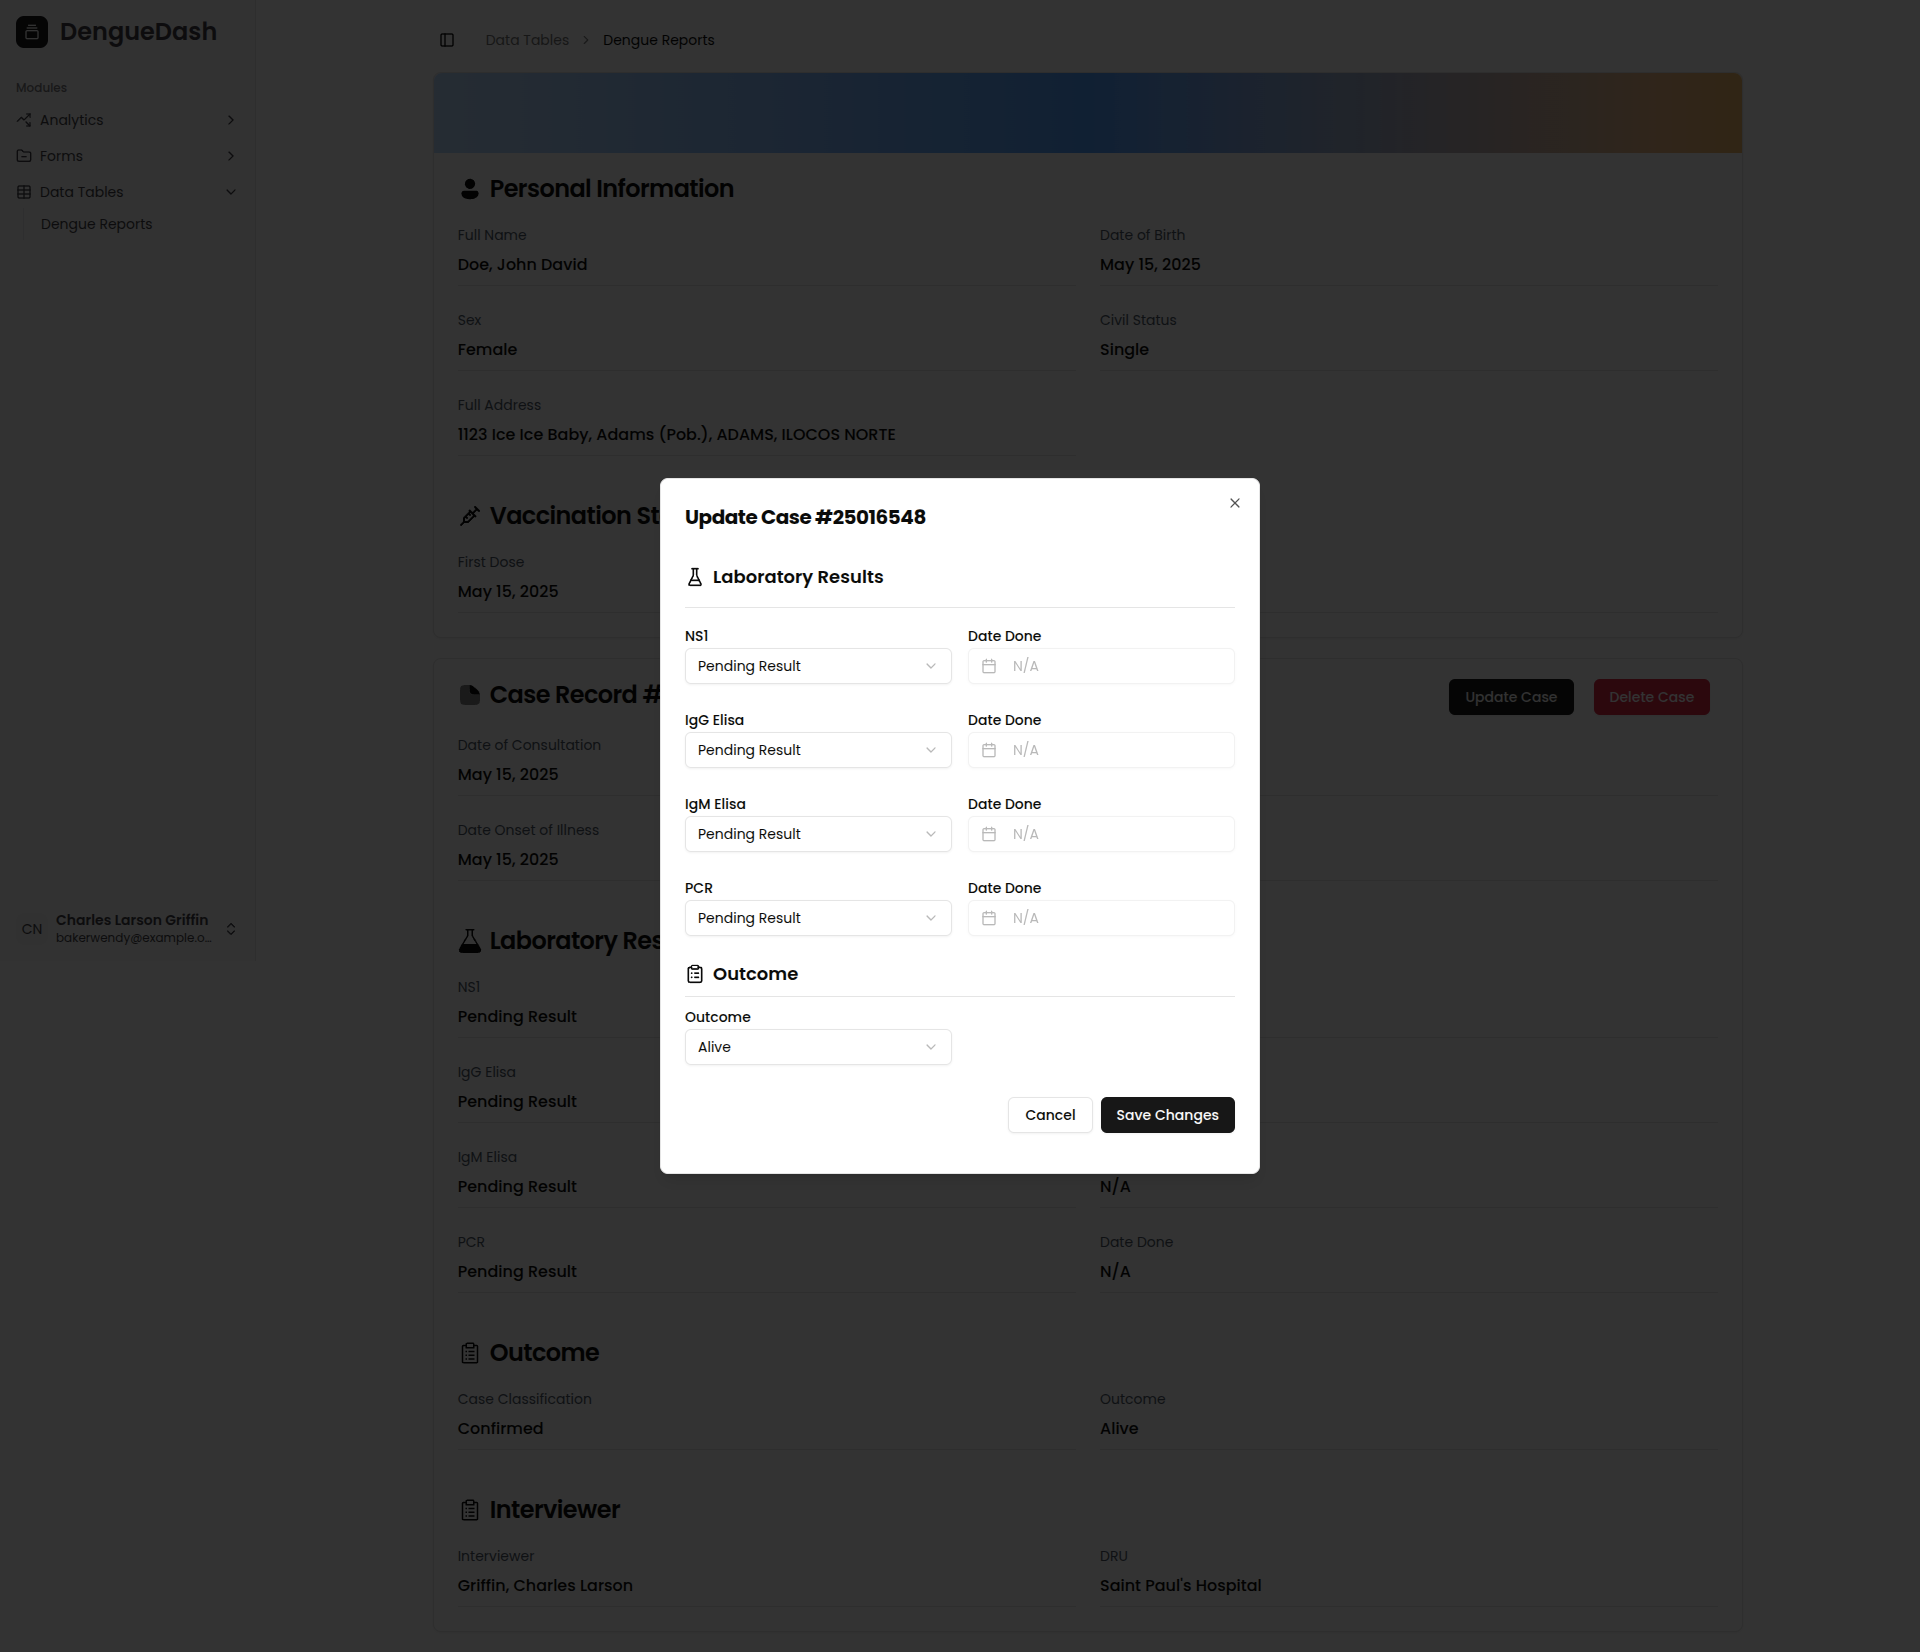 DengueDash
Modules
Analytics
Forms
Data Tables
Dengue Reports
CN
Charles Larson Griffin
bakerwendy@example.o...
Data Tables > Dengue Reports
Personal Information
Full Name
Doe, John David
Date of Birth
May 15, 2025
Sex
Female
Civil Status
Single
Full Address
1123 Ice Ice Baby, Adams (Pob.), ADAMS, ILOCOS NORTE
Vaccination St
First Dose
May 15, 2025
Case Record #
Update Case
Delete Case
Date of Consultation
May 15, 2025
Date Onset of Illness
May 15, 2025
Laboratory Res
NS1
Pending Result
IgG Elisa
Pending Result
IgM Elisa
Pending Result
N/A
PCR
Pending Result
Date Done
N/A
Outcome
Case Classification
Confirmed
Outcome
Alive
Interviewer
Interviewer
Griffin, Charles Larson
DRU
Saint Paul's Hospital
Update Case #25016548
Laboratory Results
NS1
Pending Result
Date Done
N/A
IgG Elisa
Pending Result
Date Done
N/A
IgM Elisa
Pending Result
Date Done
N/A
PCR
Pending Result
Date Done
N/A
Outcome
Outcome
Alive
Cancel
Save Changes